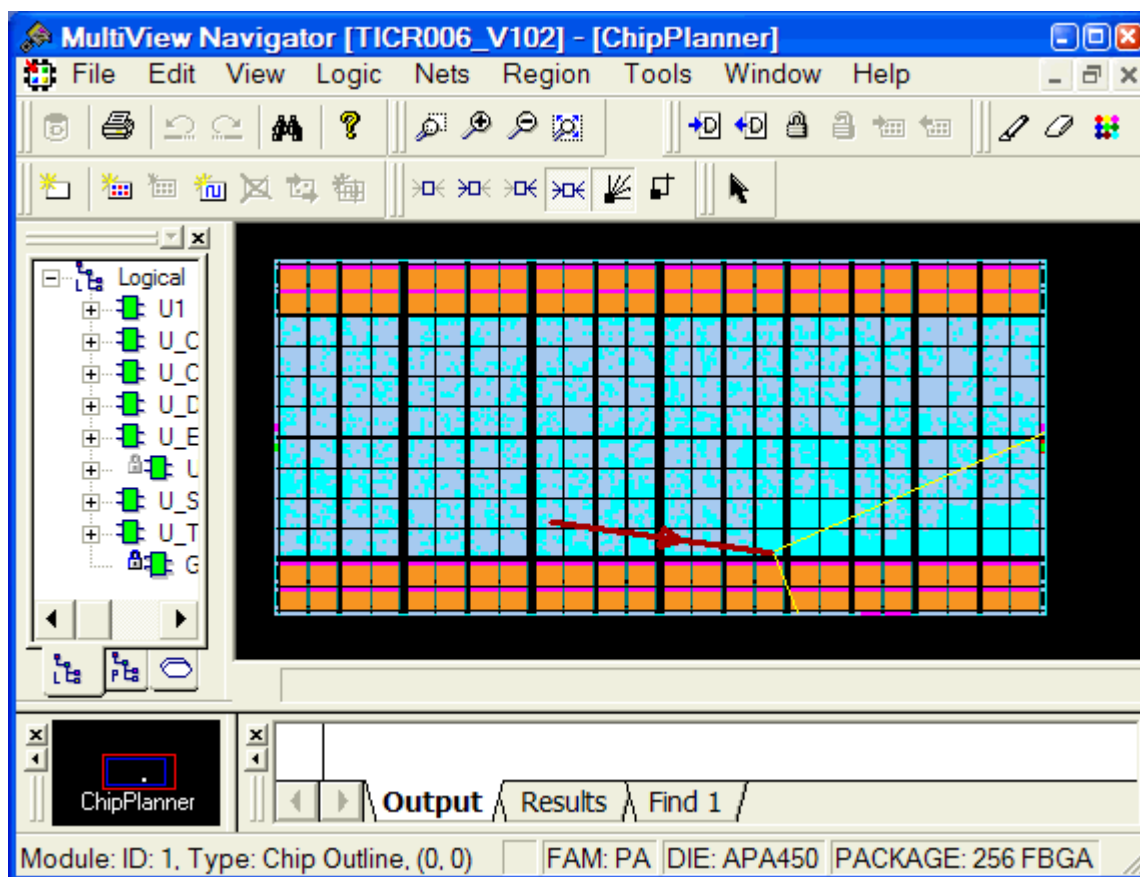 MultiView Navigator [TICR006_V102] - [ChipPlanner]
File Edit View Logic Nets Region Tools Window Help
Logical
U1
U_C
U_C
U_D
U_E
U
U_S
U_T
G
ChipPlanner
Output Results Find 1
Module: ID: 1, Type: Chip Outline, (0, 0) FAM: PA DIE: APA450 PACKAGE: 256 FBGA